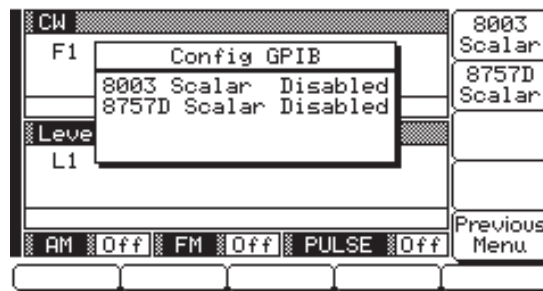 CW
F1
Config GPIB
8003 Scalar Disabled
8757D Scalar Disabled
Leve
L1
AM Off FM Off PULSE Off
8003
Scalar
8757D
Scalar
Previous
Menu